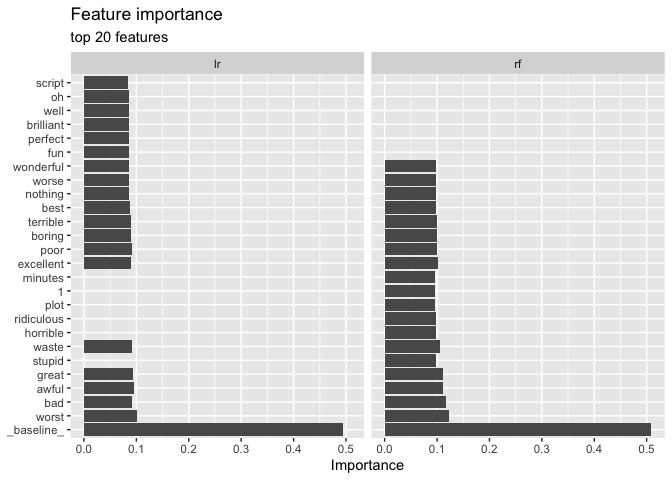 Feature importance
top 20 features
lr
rf
script
oh
well
brilliant
perfect
fun
wonderful
worse
nothing
best
terrible
boring
poor
excellent
minutes
1
plot
ridiculous
horrible
waste
stupid
great
awful
bad
worst
_baseline_
0.0 0.1 0.2 0.3 0.4 0.5
0.0 0.1 0.2 0.3 0.4 0.5
Importance